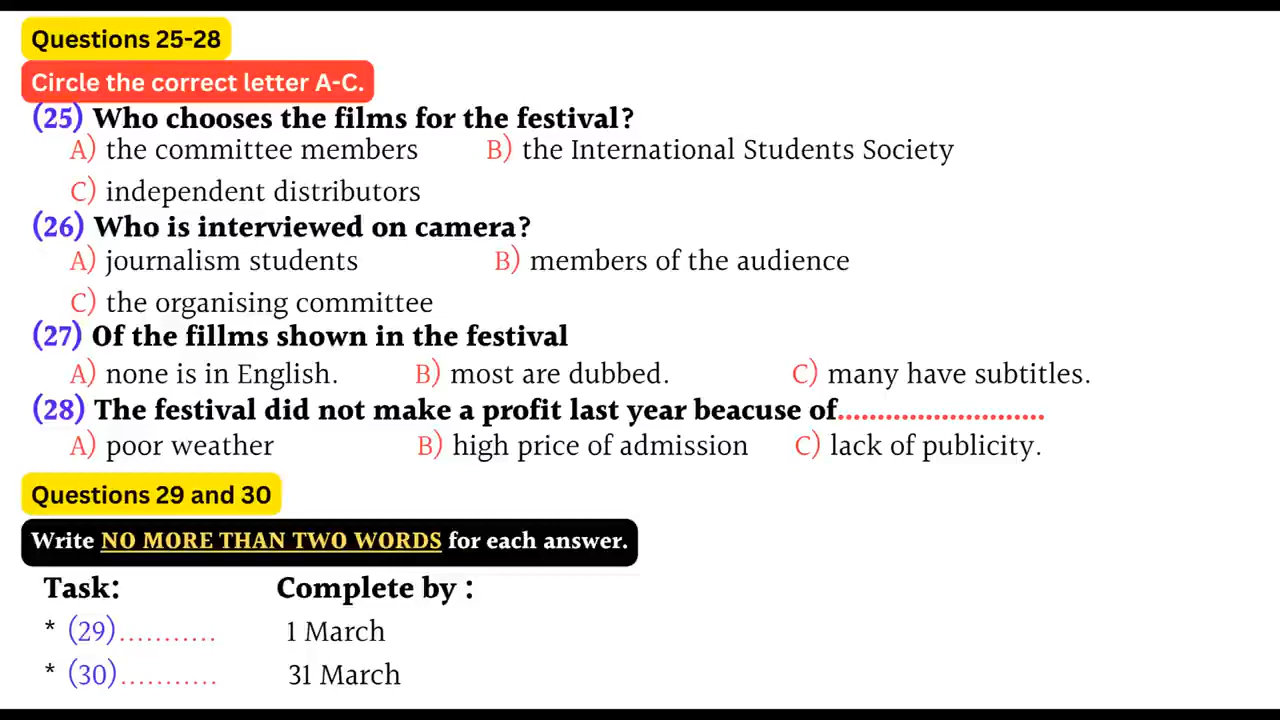 Questions 25-28
Circle the correct letter A-C.
(25) Who chooses the films for the festival?
A) the committee members B) the International Students Society
C) independent distributors
(26) Who is interviewed on camera?
A) journalism students B) members of the audience
C) the organising committee
(27) Of the fillms shown in the festival
A) none is in English. B) most are dubbed. C) many have subtitles.
(28) The festival did not make a profit last year beacuse of..........................
A) poor weather B) high price of admission C) lack of publicity.
Questions 29 and 30
Write NO MORE THAN TWO WORDS for each answer.
Task: Complete by :
* (29)........... 1 March
* (30)........... 31 March